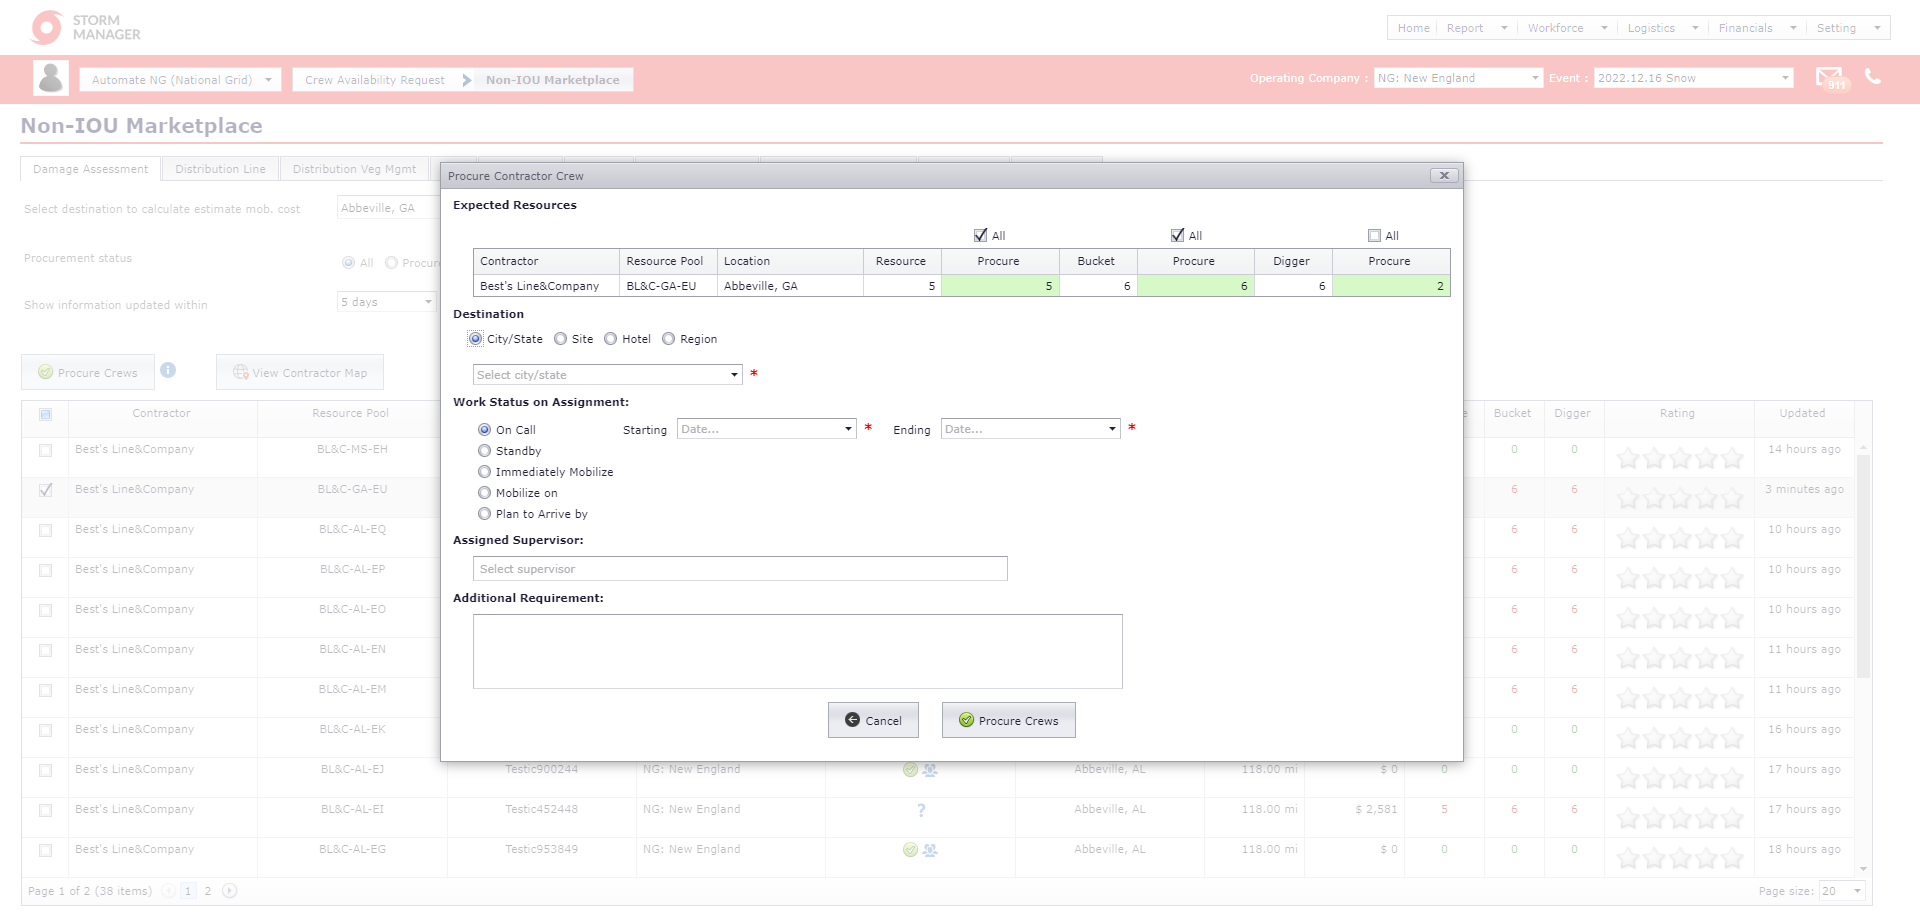 STORM
MANAGER
Home Report Workforce Logistics Financials Setting
Automate NG (National Grid) Crew Availability Request Non-IOU Marketplace Operating Company : NG: New England Event : 2022.12.16 Snow 911
Non-IOU Marketplace
Damage Assessment Distribution Line Distribution Veg Mgmt
Select destination to calculate estimate mob. cost Abbeville, GA
Procurement status All
Show information updated within 5 days
Procure Crews View Contractor Map
Procure Contractor Crew
Expected Resources
All All All
Contractor Resource Pool Location Resource Procure Bucket Procure Digger Procure
Best's Line&Company BL&C-GA-EU Abbeville, GA 5 5 6 6 6 2
Destination
City/State Site Hotel Region
Select city/state *
Work Status on Assignment:
On Call Starting Date... * Ending Date... *
Standby
Immediately Mobilize
Mobilize on
Plan to Arrive by
Assigned Supervisor:
Select supervisor
Additional Requirement:
Cancel Procure Crews
Contractor Resource Pool Bucket Digger Rating Updated
Best's Line&Company BL&C-MS-EH 0 0 14 hours ago
Best's Line&Company BL&C-GA-EU 6 6 3 minutes ago
Best's Line&Company BL&C-AL-EQ 6 6 10 hours ago
Best's Line&Company BL&C-AL-EP 6 6 10 hours ago
Best's Line&Company BL&C-AL-EO 6 6 10 hours ago
Best's Line&Company BL&C-AL-EN 6 6 11 hours ago
Best's Line&Company BL&C-AL-EM 6 6 11 hours ago
Best's Line&Company BL&C-AL-EK 0 0 16 hours ago
Best's Line&Company BL&C-AL-EJ Testic900244 NG: New England Abbeville, AL 118.00 mi $ 0 0 0 0 17 hours ago
Best's Line&Company BL&C-AL-EI Testic452448 NG: New England ? Abbeville, AL 118.00 mi $ 2,581 5 6 6 17 hours ago
Best's Line&Company BL&C-AL-EG Testic953849 NG: New England Abbeville, AL 118.00 mi $ 0 0 0 0 18 hours ago
Page 1 of 2 (38 items) 1 2 Page size: 20